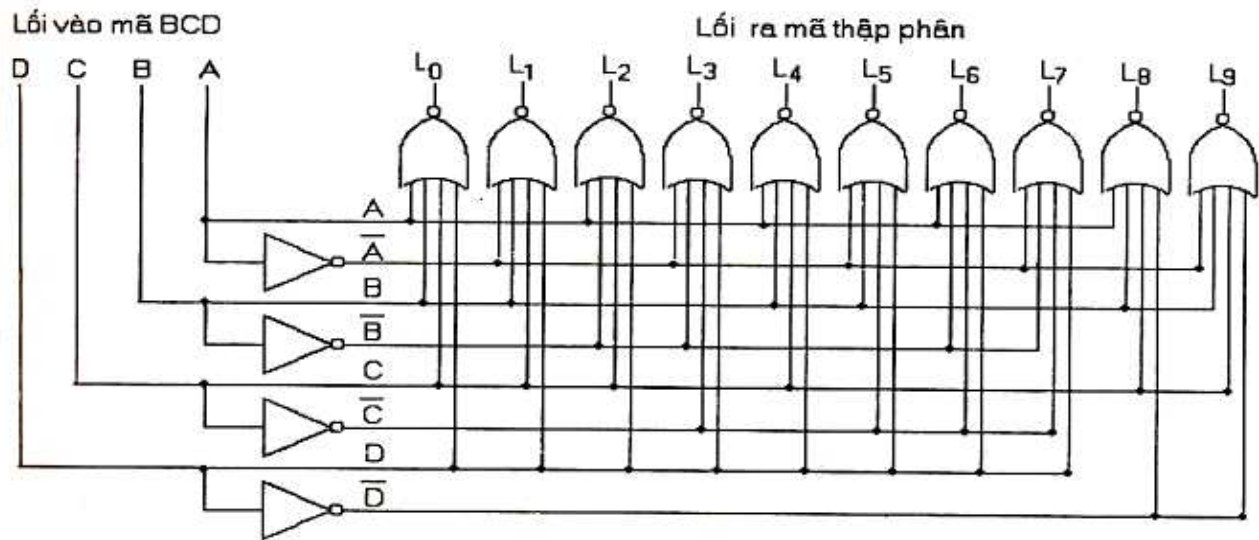 Lối vào mã BCD
Lối ra mã thập phân
D C B A
L0 L1 L2 L3 L4 L5 L6 L7 L8 L9
A
A̅
B
B̅
C
C̅
D
D̅